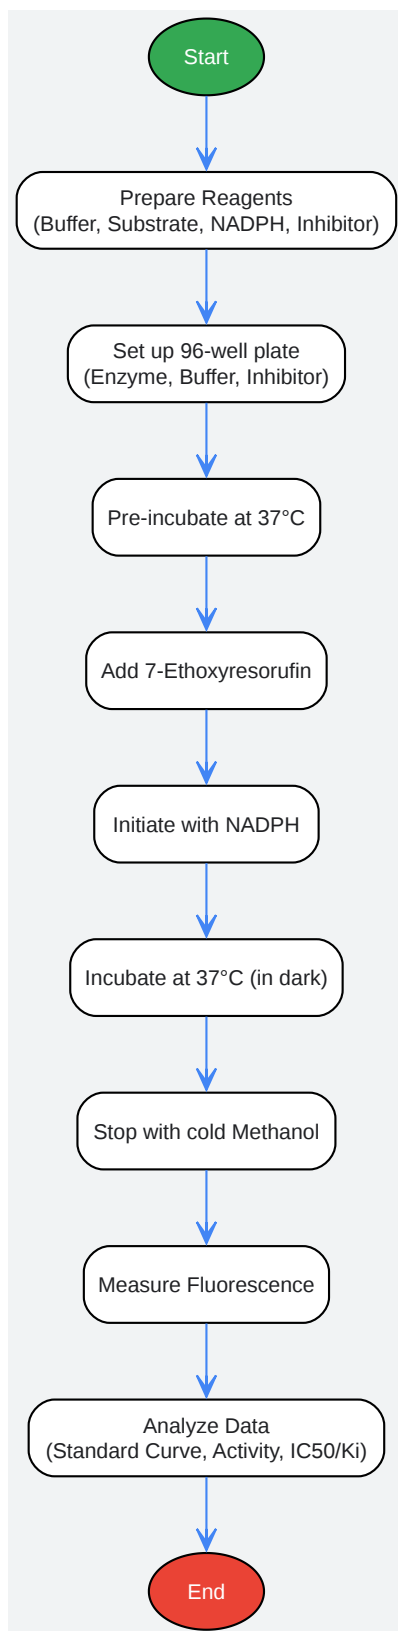 Start
Prepare Reagents
(Buffer, Substrate, NADPH, Inhibitor)
Set up 96-well plate
(Enzyme, Buffer, Inhibitor)
Pre-incubate at 37°C
Add 7-Ethoxyresorufin
Initiate with NADPH
Incubate at 37°C (in dark)
Stop with cold Methanol
Measure Fluorescence
Analyze Data
(Standard Curve, Activity, IC50/Ki)
End